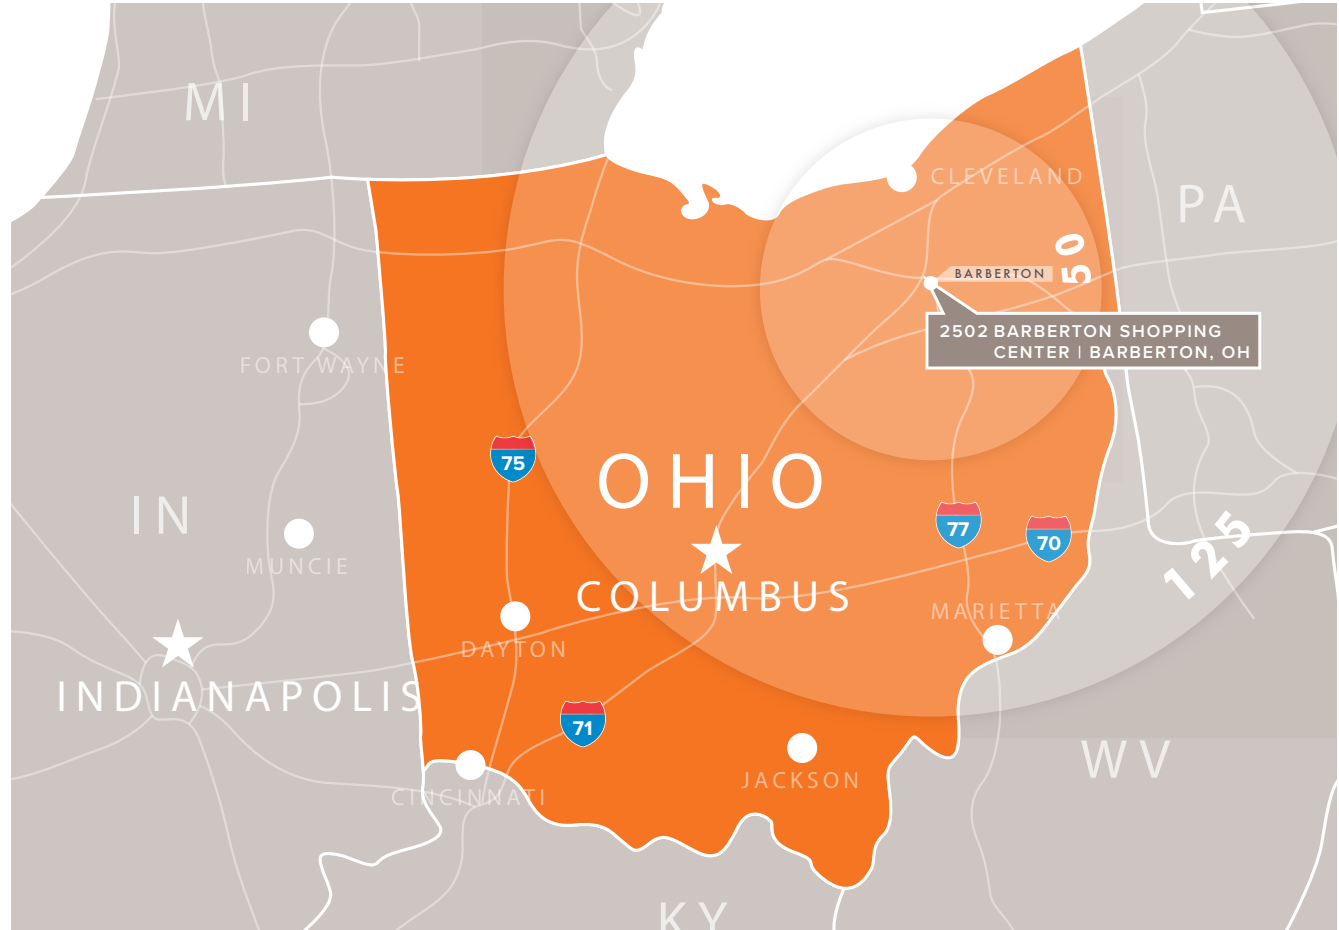 MI
CLEVELAND
PA
50
BARBERTON
2502 BARBERTON SHOPPING
CENTER | BARBERTON, OH
FORT WAYNE
75
OHIO
IN
77
70
125
MUNCIE
COLUMBUS
MARIETTA
DAYTON
INDIANAPOLIS
71
JACKSON
WV
CINCINNATI
KY